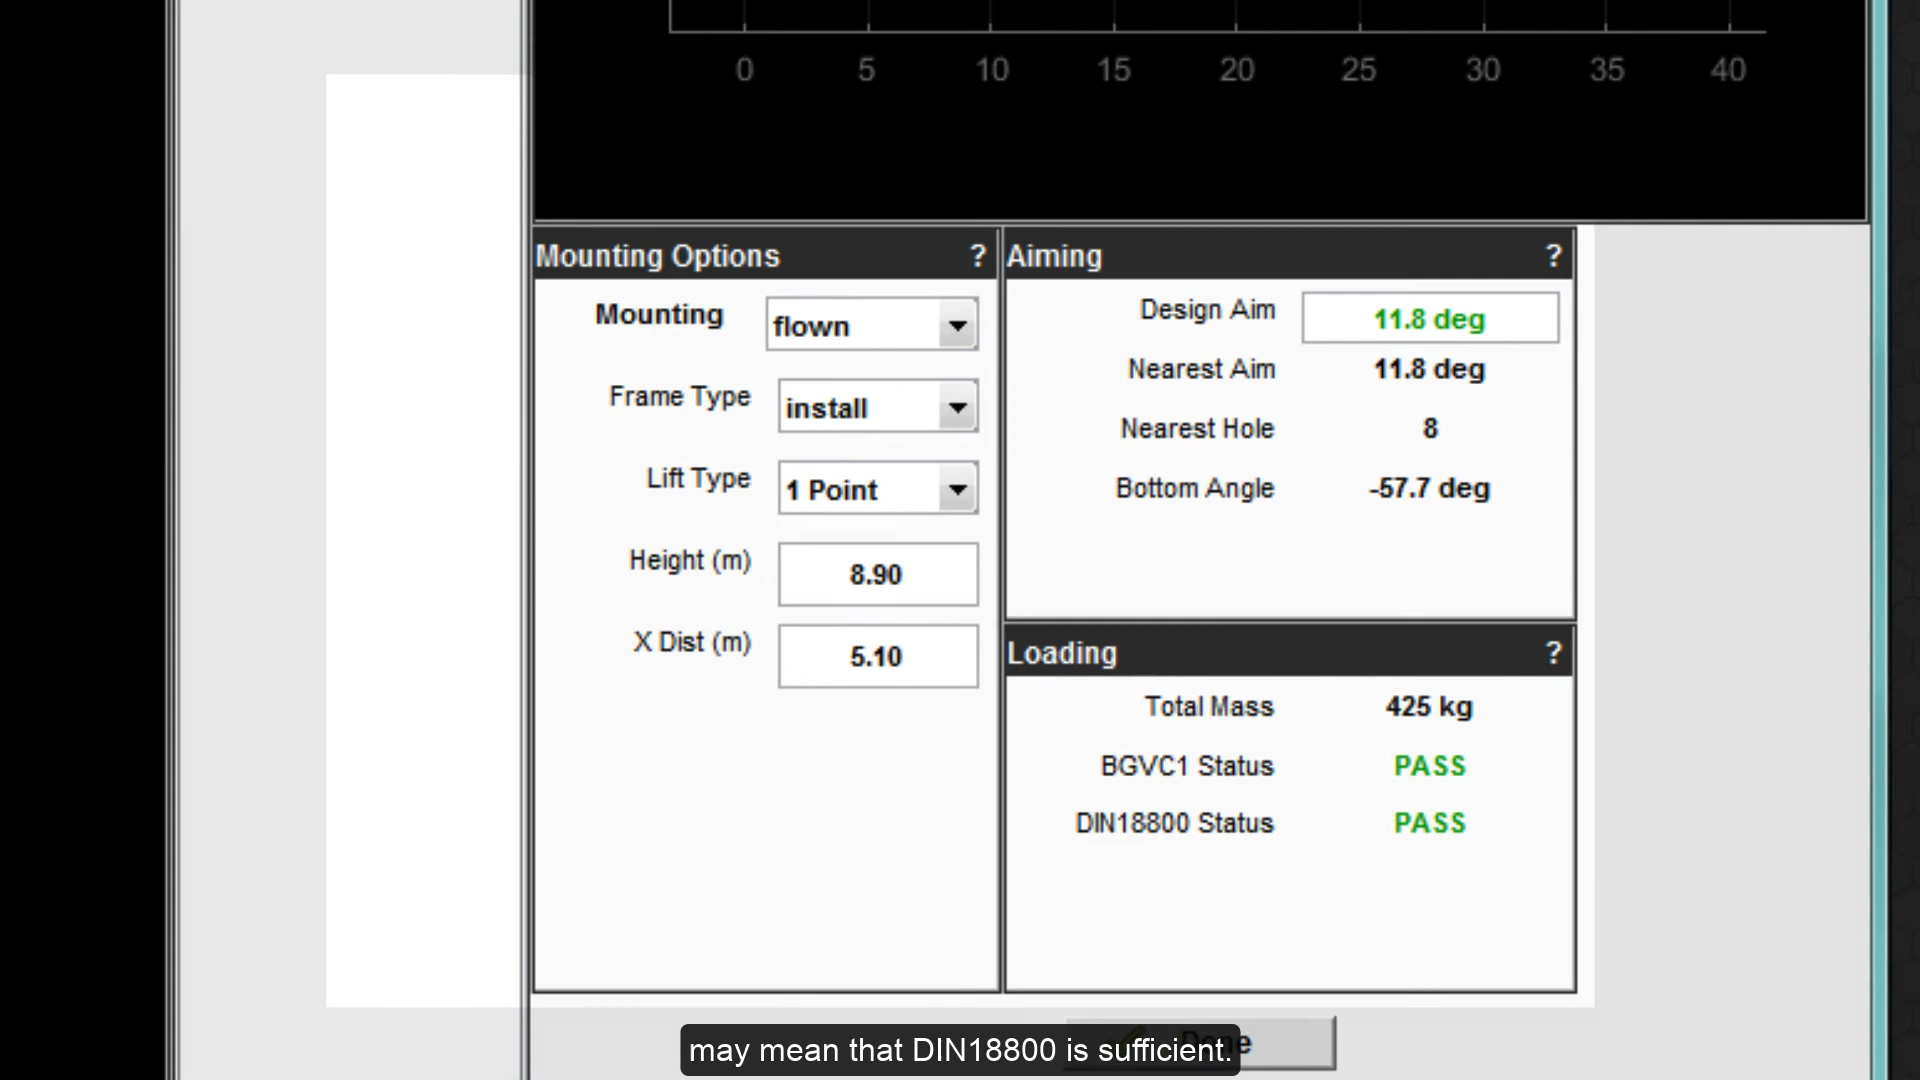 0 5 10 15 20 25 30 35 40
Mounting Options ?
Mounting flown
Frame Type install
Lift Type 1 Point
Height (m) 8.90
X Dist (m) 5.10
Aiming ?
Design Aim 11.8 deg
Nearest Aim 11.8 deg
Nearest Hole 8
Bottom Angle -57.7 deg
Loading ?
Total Mass 425 kg
BGVC1 Status PASS
DIN18800 Status PASS
Done
may mean that DIN18800 is sufficient.